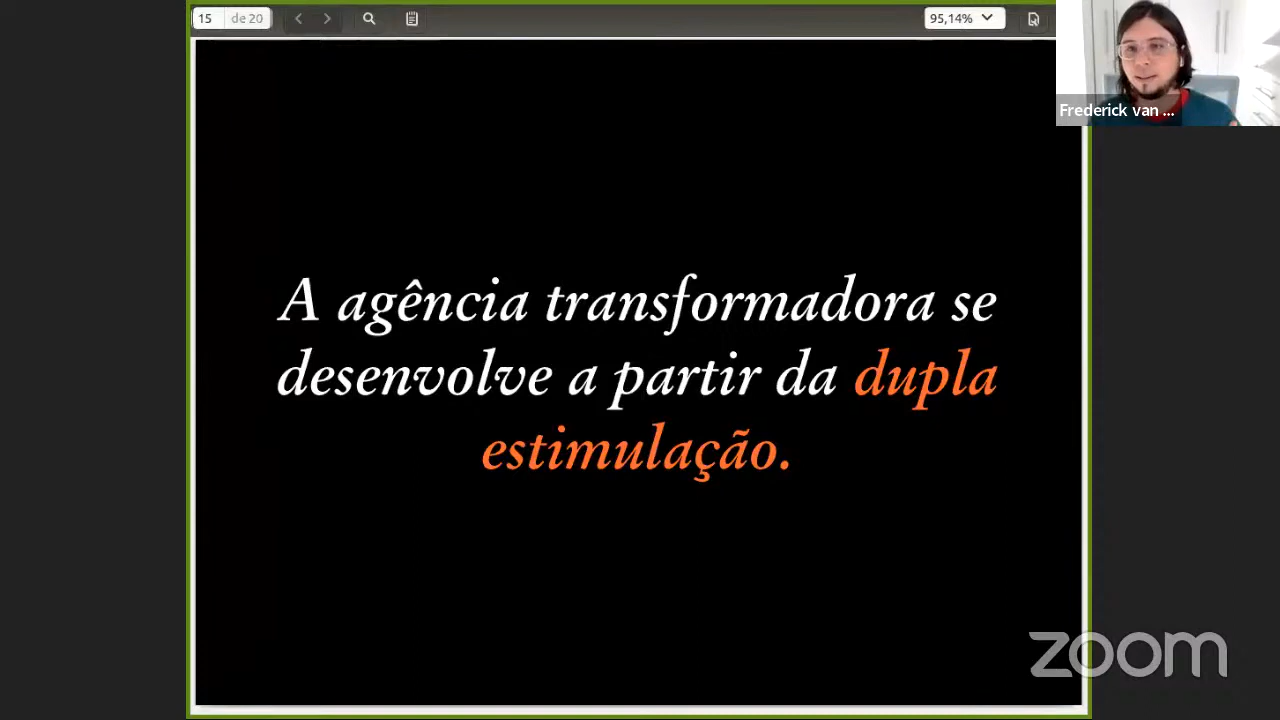 15 de 20
95,14%
Frederick van ...
A agência transformadora se
desenvolve a partir da dupla
estimulação.
zoom